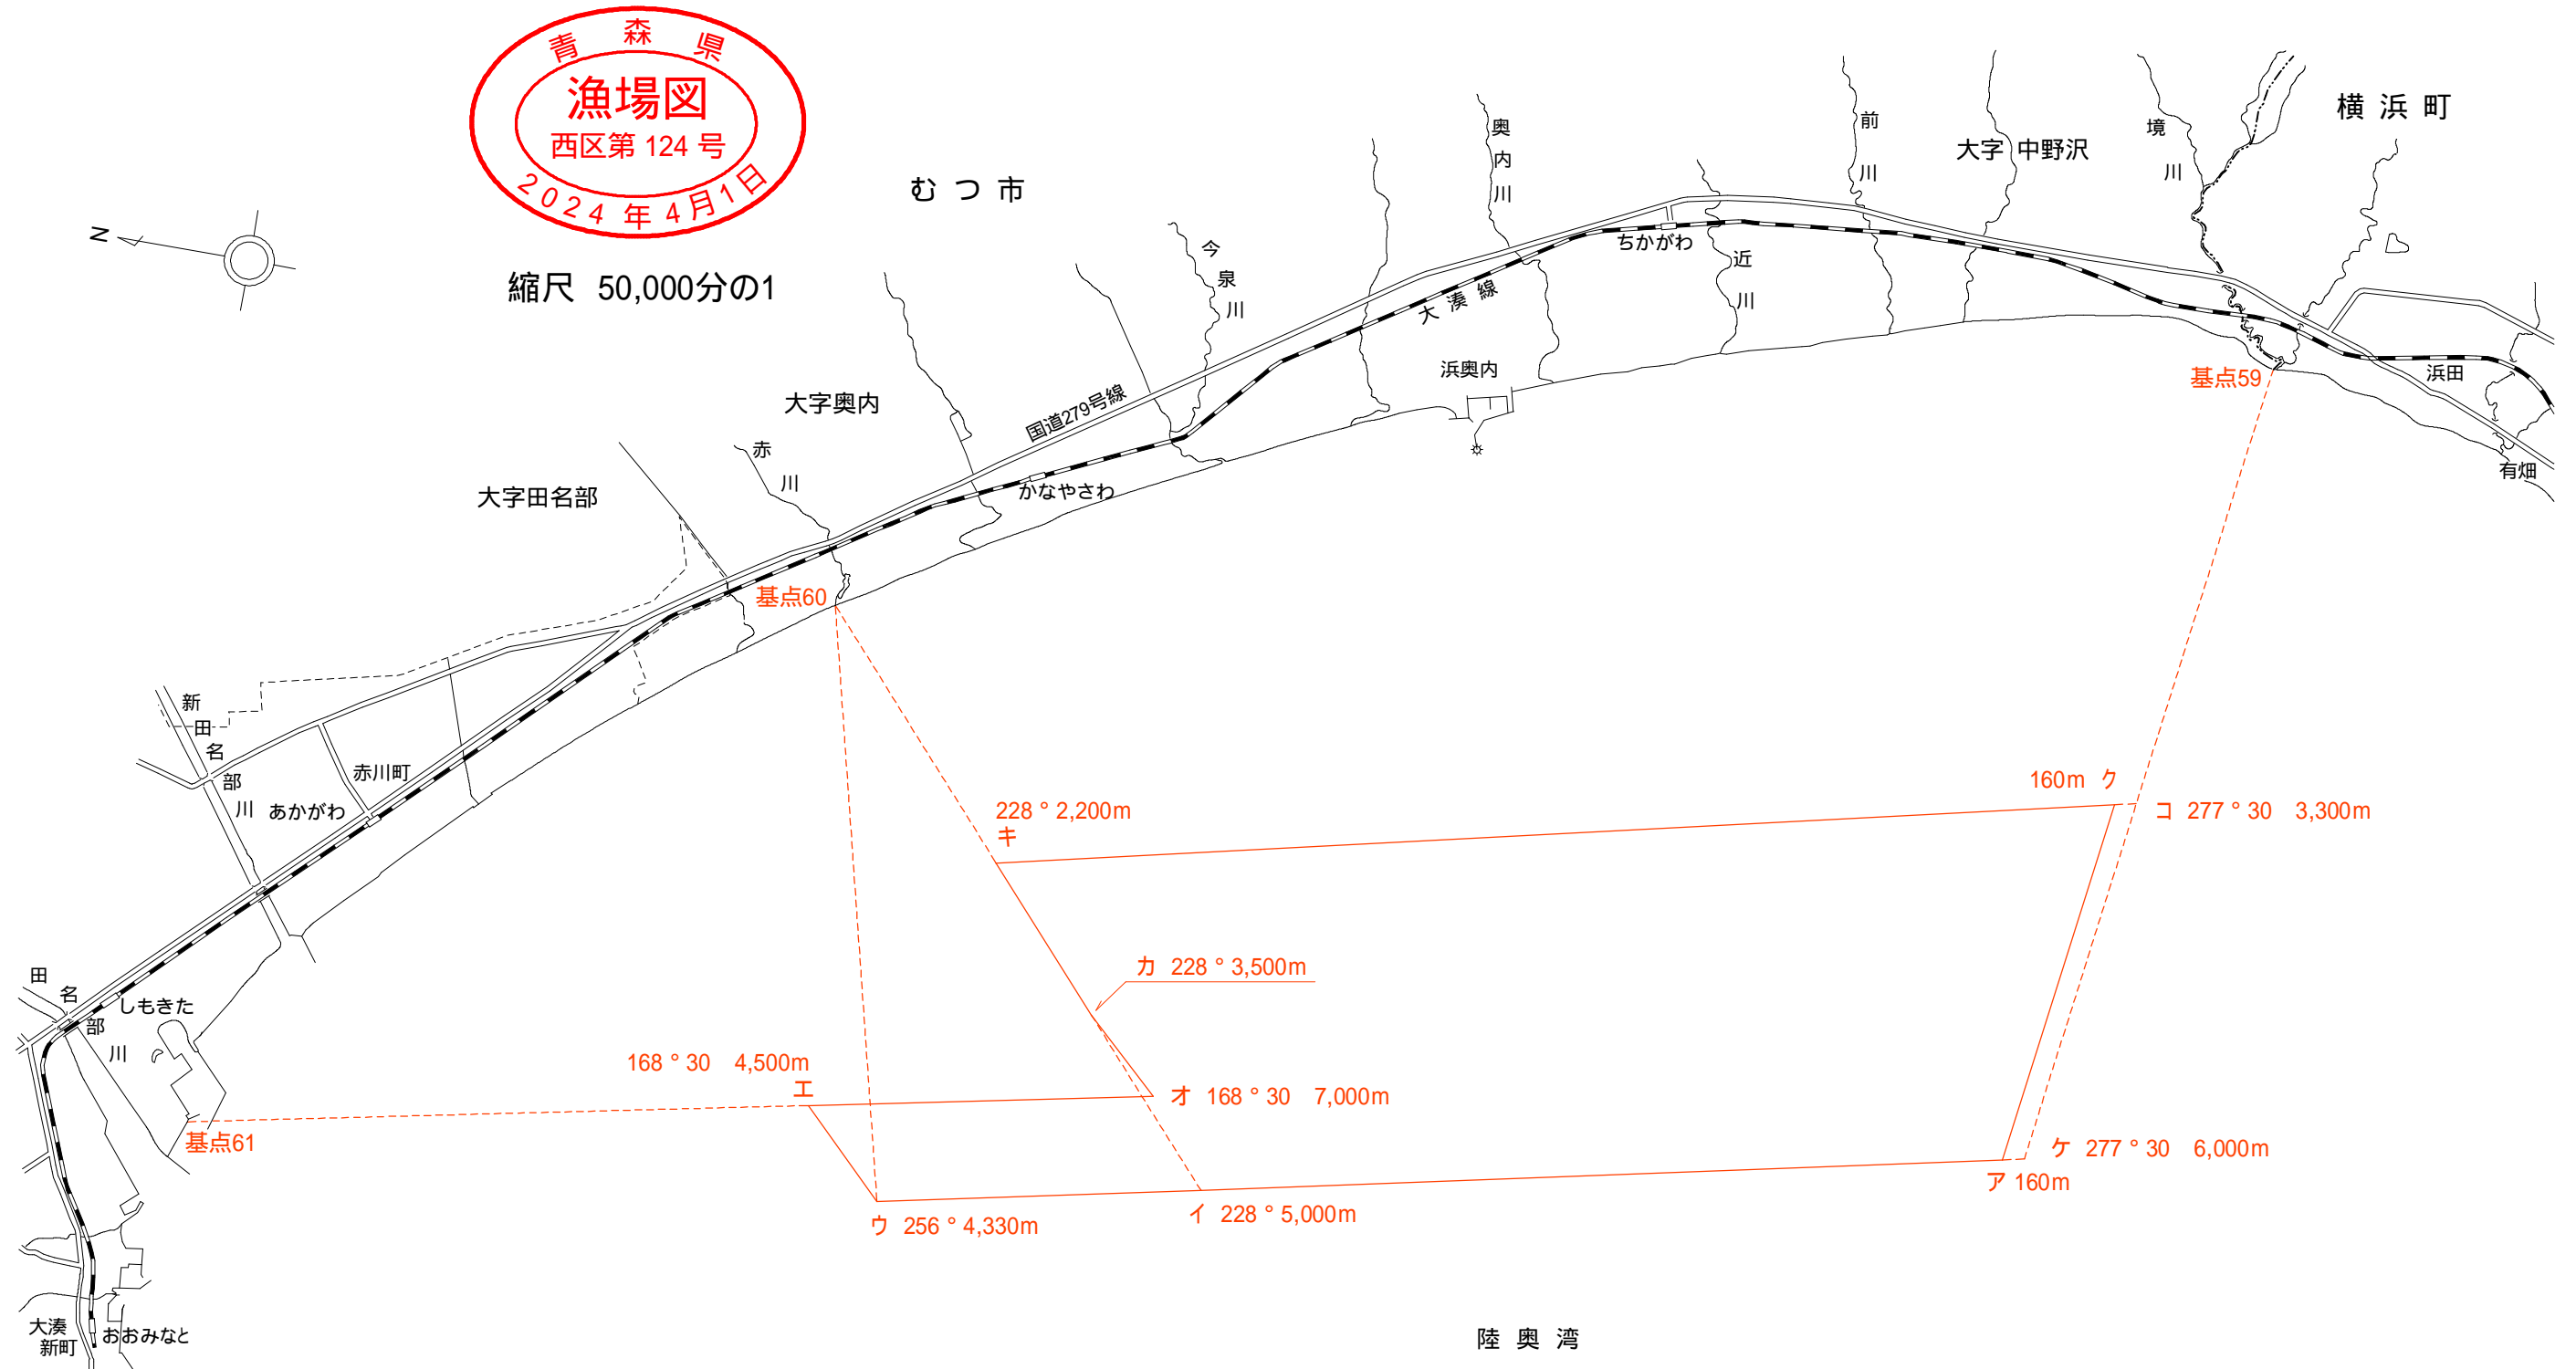 青森県
漁場図
西区第 124 号
2024 年 4月1日
縮尺 50,000分の1
N
むつ市
横浜町
大字 中野沢
大字奥内
大字田名部
奥内川
前川
境川
今泉川
近川
赤川
ちかがわ
大湊線
浜奥内
国道279号線
かなやさわ
浜田
有畑
基点59
基点60
新田名部川
赤川町
あかがわ
田名部川
しもきた
基点61
大湊
新町
おおみなと
160m ク
コ 277°30 3,300m
228°2,200m
キ
カ 228°3,500m
168°30 4,500m
エ
オ 168°30 7,000m
ケ 277°30 6,000m
ア 160m
ウ 256°4,330m
イ 228°5,000m
陸奥湾